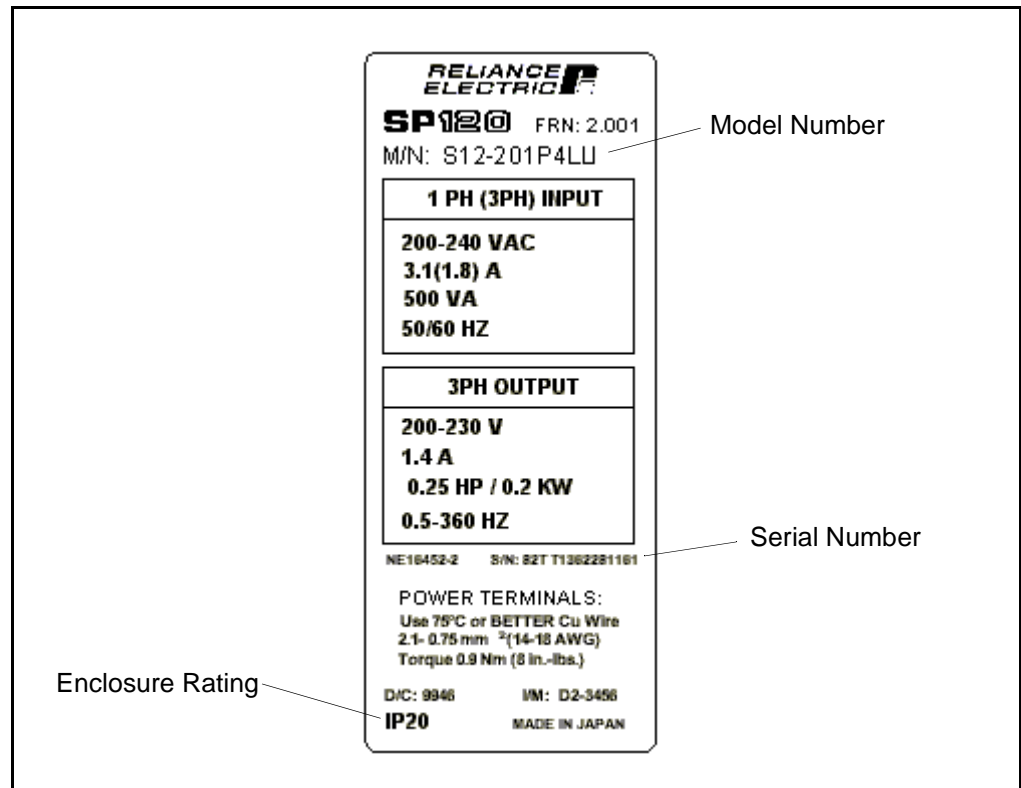 RELIANCE
ELECTRIC
SP120 FRN: 2.001
M/N: S12-201P4LU
Model Number
1 PH (3PH) INPUT
200-240 VAC
3.1(1.8) A
500 VA
50/60 HZ
3PH OUTPUT
200-230 V
1.4 A
0.25 HP / 0.2 KW
0.5-360 HZ
NE16452-2 S/N: 82T T1362281161
Serial Number
POWER TERMINALS:
Use 75°C or BETTER Cu Wire
2.1- 0.75 mm ²(14-18 AWG)
Torque 0.9 Nm (8 in.-lbs.)
Enclosure Rating
D/C: 9946 I/M: D2-3456
IP20 MADE IN JAPAN